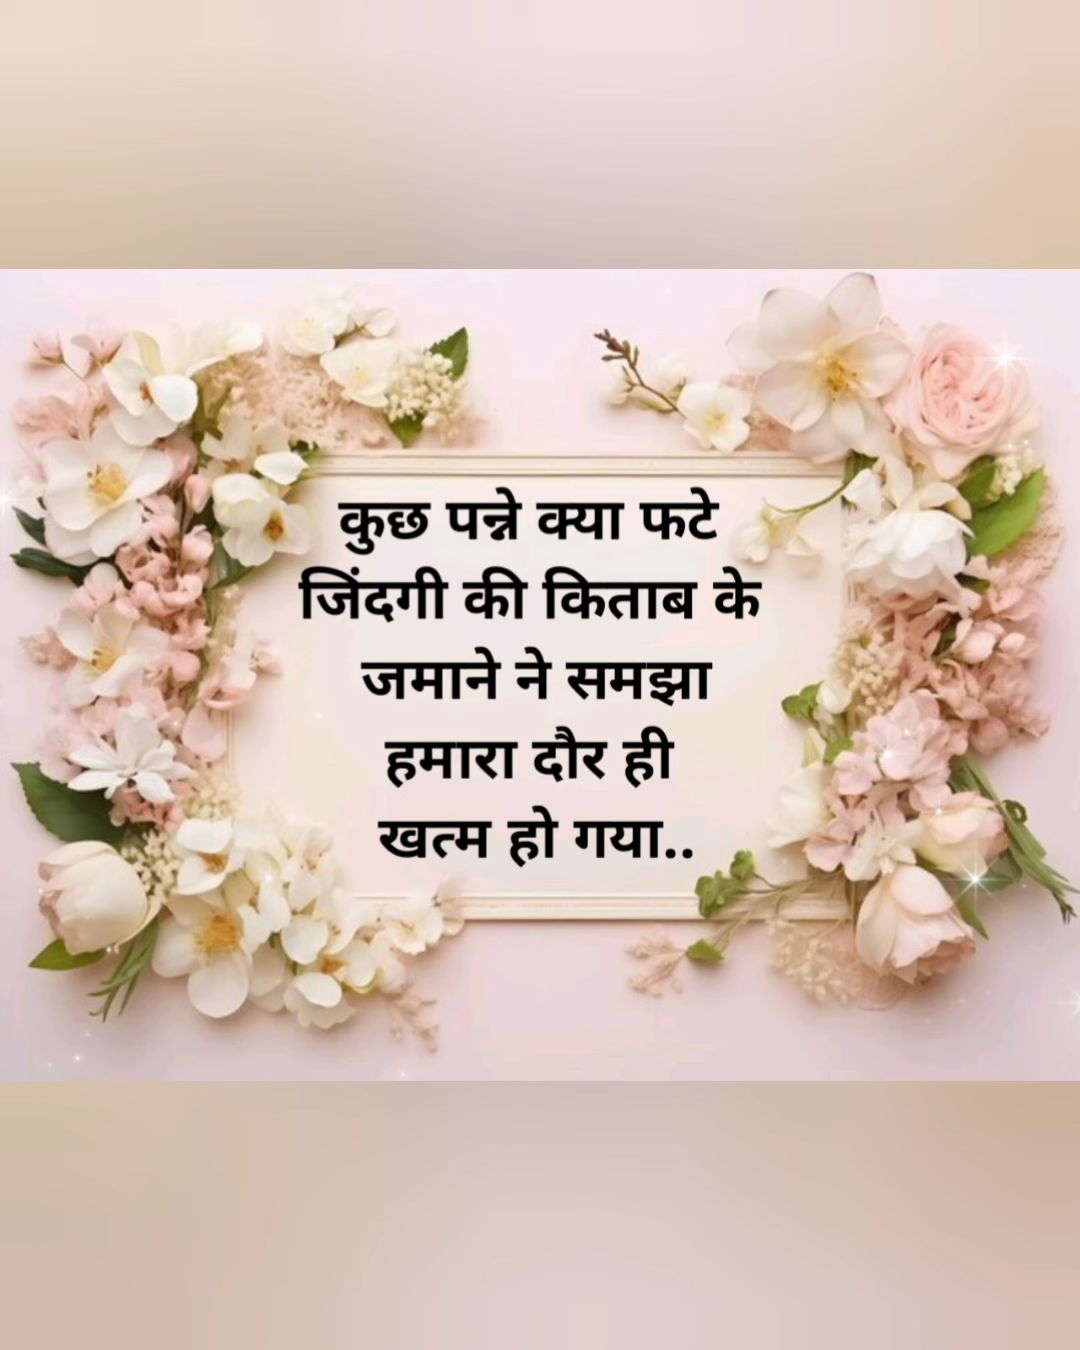 कुछ पन्ने क्या फटे
जिंदगी की किताब के
जमाने ने समझा
हमारा दौर ही
खत्म हो गया..